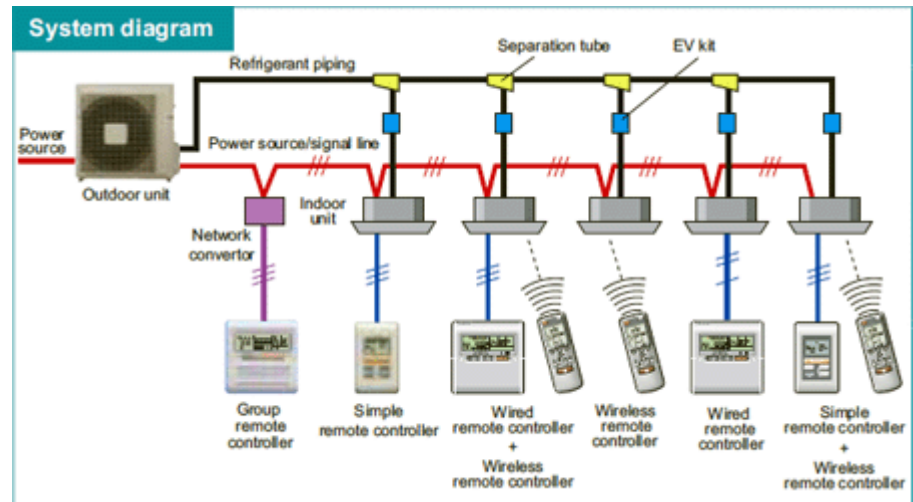 System diagram
Separation tube
EV kit
Refrigerant piping
Power
source
Power source/signal line
Outdoor unit
Indoor
unit
Network
convertor
Group
remote
controller
Simple
remote controller
Wired
remote controller
+
Wireless
remote controller
Wireless
remote
controller
Wired
remote
controller
Simple
remote controller
+
Wireless
remote controller